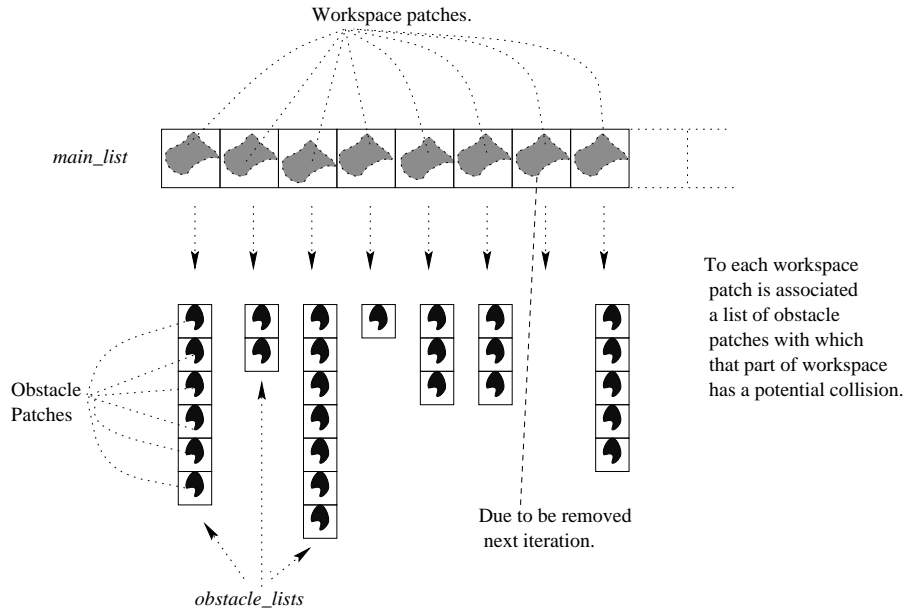 Workspace patches.
main_list
To each workspace
patch is associated
a list of obstacle
patches with which
that part of workspace
has a potential collision.
Obstacle
Patches
Due to be removed
next iteration.
obstacle_lists